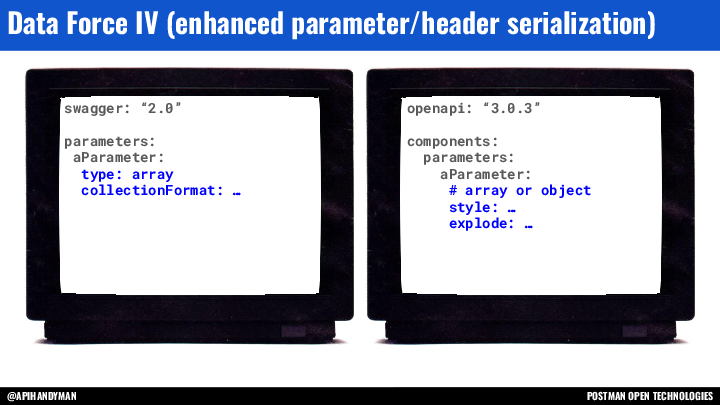 Data Force IV (enhanced parameter/header serialization)
swagger: “2.0”
parameters:
aParameter:
type: array
collectionFormat: …
openapi: “3.0.3”
components:
parameters:
aParameter:
# array or object
style: …
explode: …
@APIHANDYMAN
POSTMAN OPEN TECHNOLOGIES